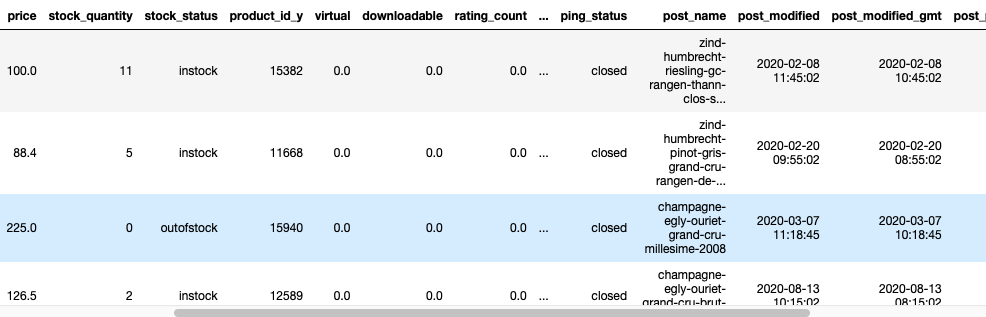 price stock_quantity stock_status product_id_y virtual downloadable rating_count ... ping_status post_name post_modified post_modified_gmt
zind-
humbrecht-
100.0 11 instock 15382 0.0 0.0 0.0 ... closed riesling-gc- 2020-02-08 2020-02-08
rangen-thann- 11:45:02 10:45:02
clos-s...
zind-
humbrecht-
88.4 5 instock 11668 0.0 0.0 0.0 ... closed pinot-gris- 2020-02-20 2020-02-20
grand-cru- 09:55:02 08:55:02
rangen-de-...
champagne-
225.0 0 outofstock 15940 0.0 0.0 0.0 ... closed egly-ouriet- 2020-03-07 2020-03-07
grand-cru- 11:18:45 10:18:45
millesime-2008
champagne-
126.5 2 instock 12589 0.0 0.0 0.0 ... closed egly-ouriet- 2020-08-13 2020-08-13
grand-cru-brut- 10:15:02 08:15:02